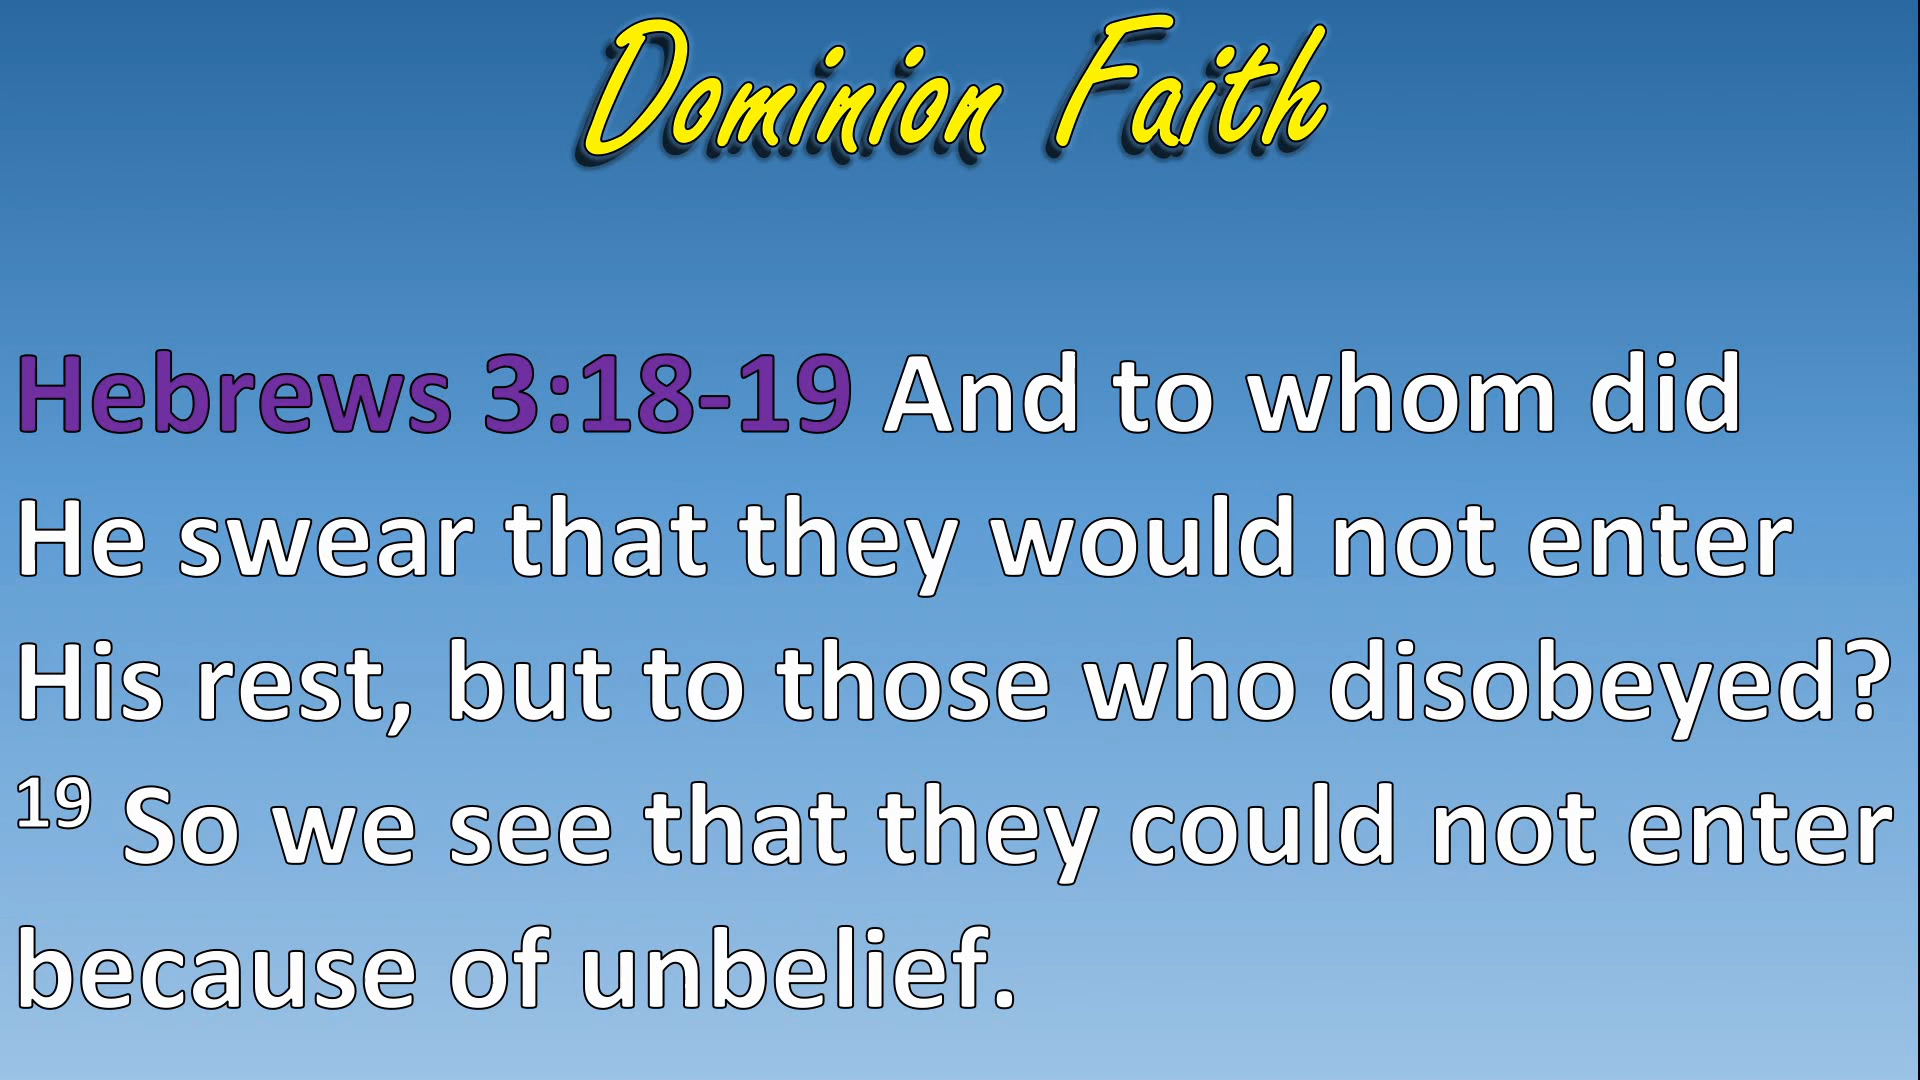 Dominion Faith
Hebrews 3:18-19 And to whom did
He swear that they would not enter
His rest, but to those who disobeyed?
19 So we see that they could not enter
because of unbelief.